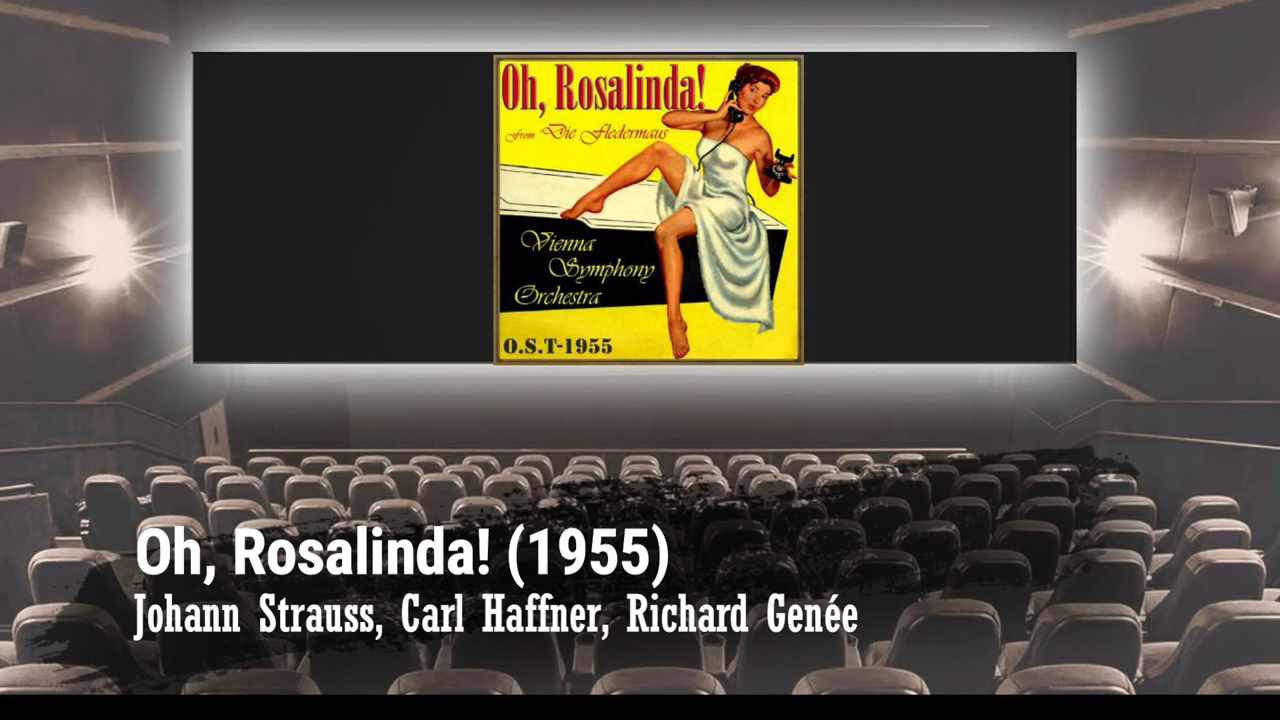 Oh, Rosalinda!
from Die Fledermaus
Vienna
Symphony
Orchestra
O.S.T-1955
Oh, Rosalinda! (1955)
Johann Strauss, Carl Haffner, Richard Genée